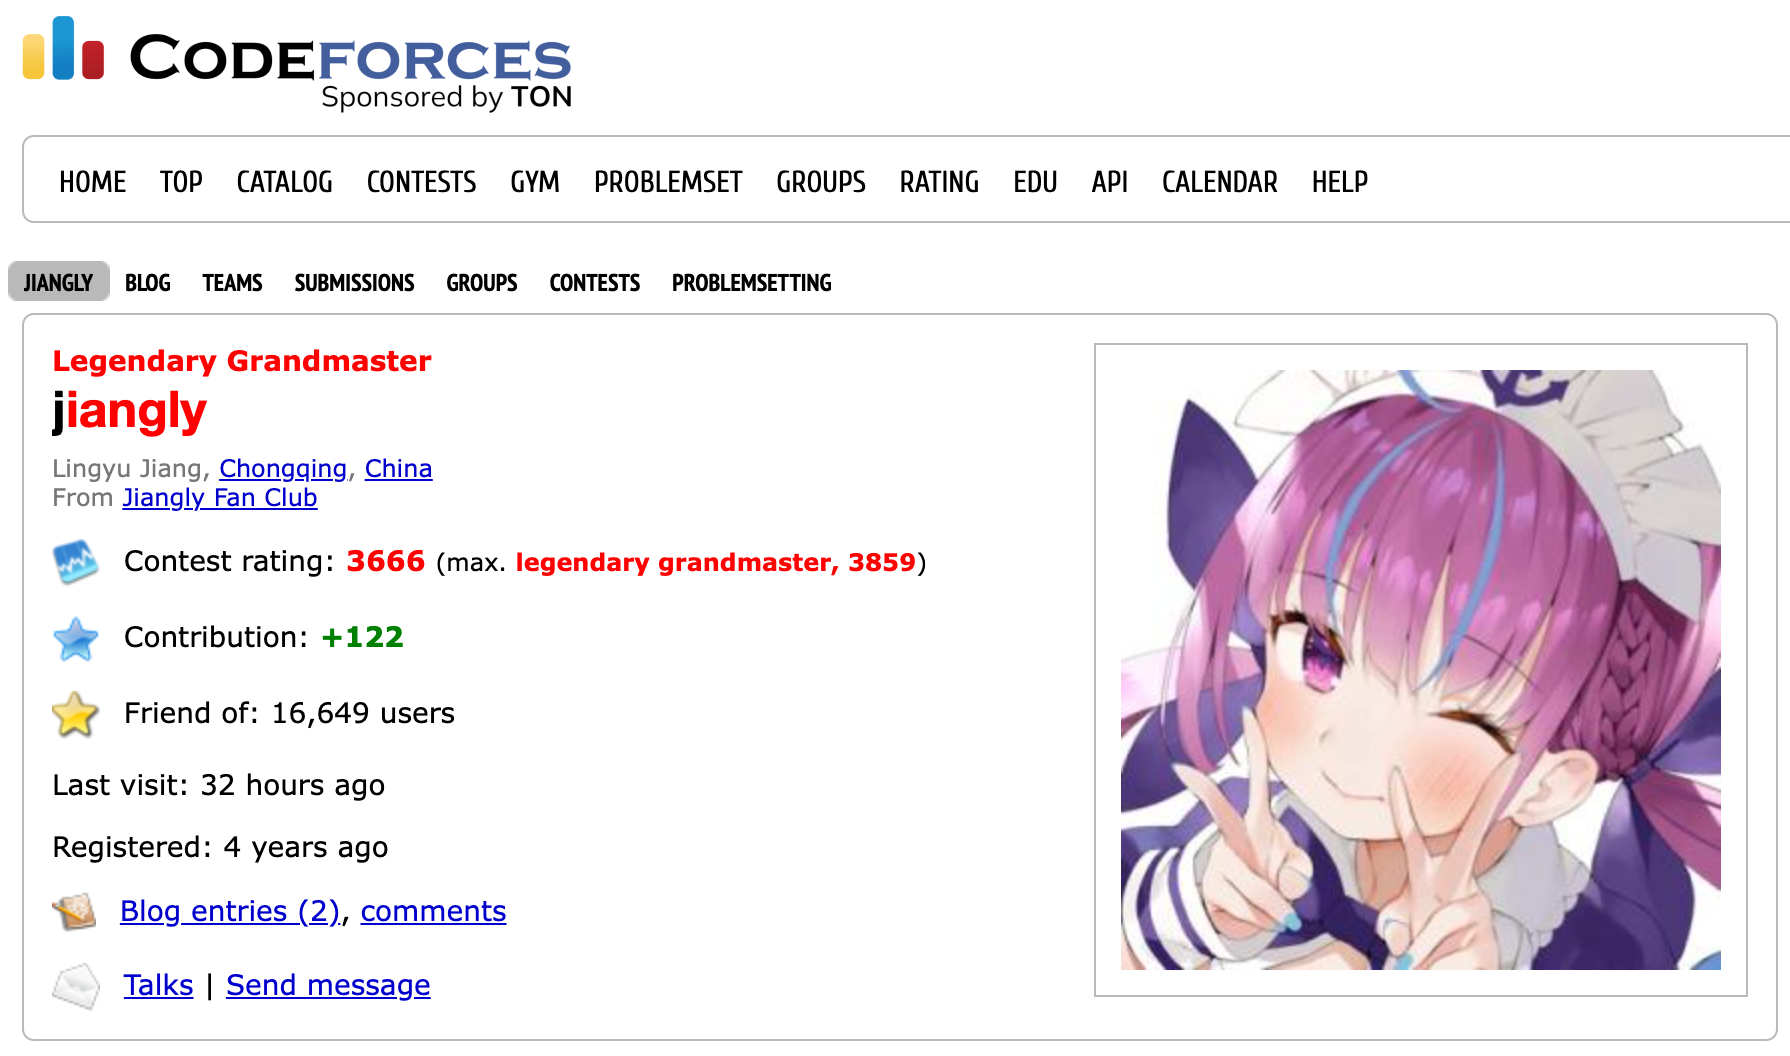 CODEFORCES
Sponsored by TON
HOME TOP CATALOG CONTESTS GYM PROBLEMSET GROUPS RATING EDU API CALENDAR HELP
JIANGLY BLOG TEAMS SUBMISSIONS GROUPS CONTESTS PROBLEMSETTING
Legendary Grandmaster
jiangly
Lingyu Jiang, Chongqing, China
From Jiangly Fan Club
Contest rating: 3666 (max. legendary grandmaster, 3859)
Contribution: +122
Friend of: 16,649 users
Last visit: 32 hours ago
Registered: 4 years ago
Blog entries (2), comments
Talks | Send message